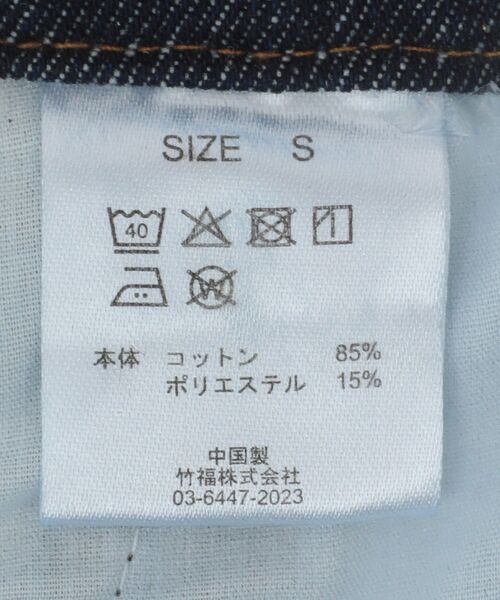 SIZE S
40
W
本体 コットン 85%
ポリエステル 15%
中国製
竹福株式会社
03-6447-2023